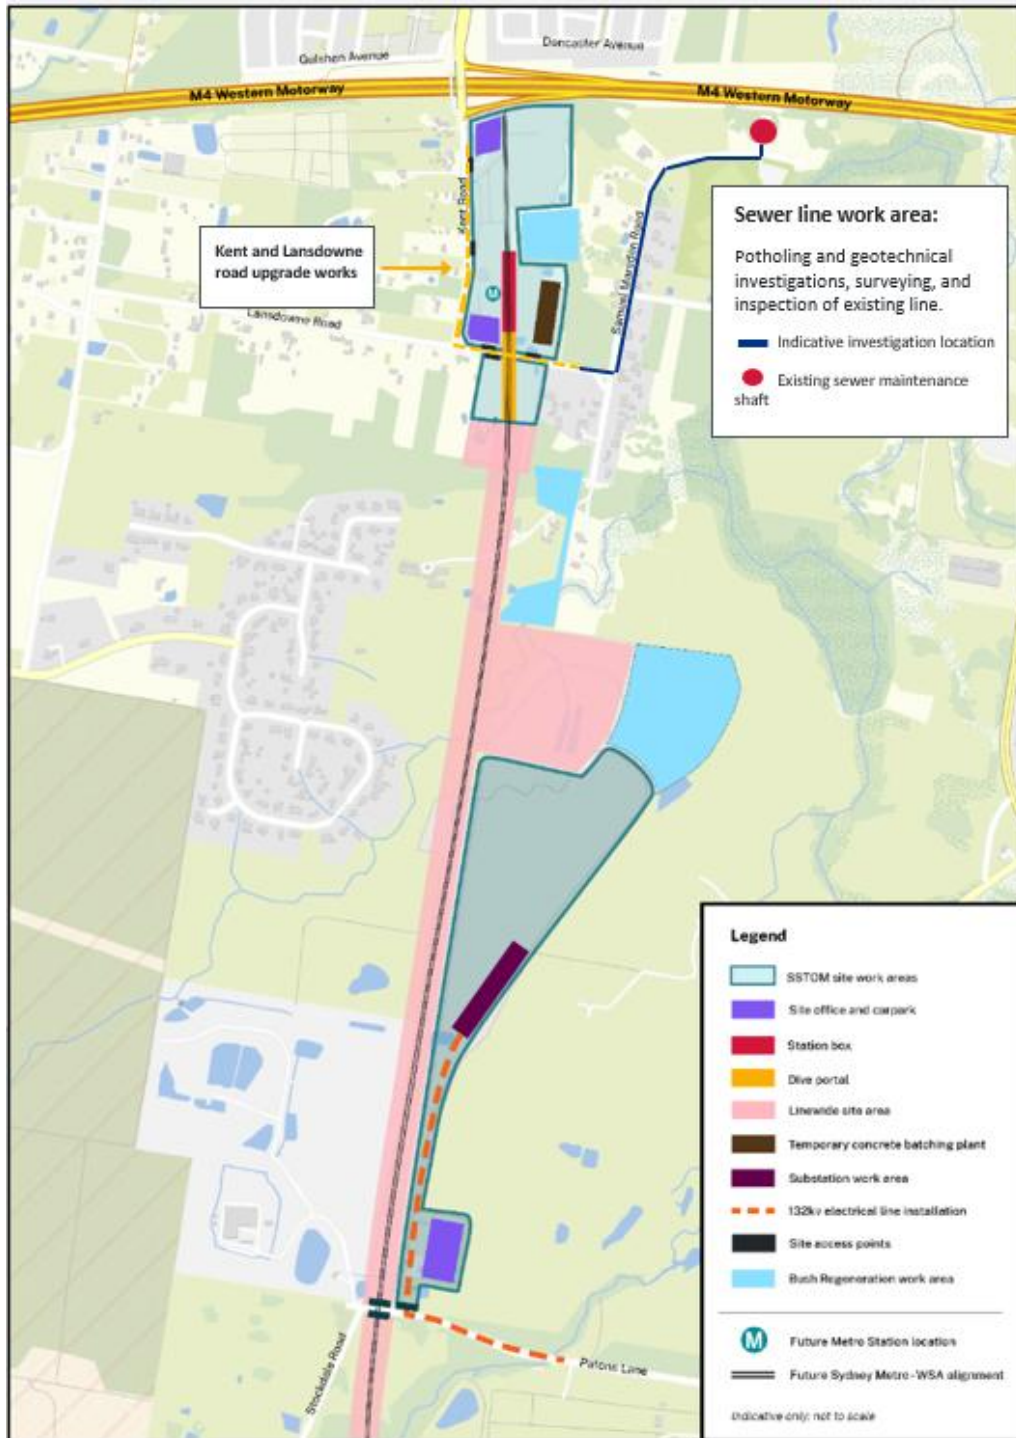 Gulshen Avenue
Doncaster Avenue
M4 Western Motorway
M4 Western Motorway
Kent Road
Samuel Marsden Road
Kent and Lansdowne
road upgrade works
Lansdowne Road
M
Sewer line work area:
Potholing and geotechnical
investigations, surveying, and
inspection of existing line.
Indicative investigation location
Existing sewer maintenance
shaft
Legend
SSTOM site work areas
Site office and carpark
Station box
Dive portal
Linewide site area
Temporary concrete batching plant
Substation work area
132kv electrical line installation
Site access points
Bush Regeneration work area
M
Future Metro Station location
Future Sydney Metro - WSA alignment
Indicative only: not to scale
Stockdale Road
Patons Lane